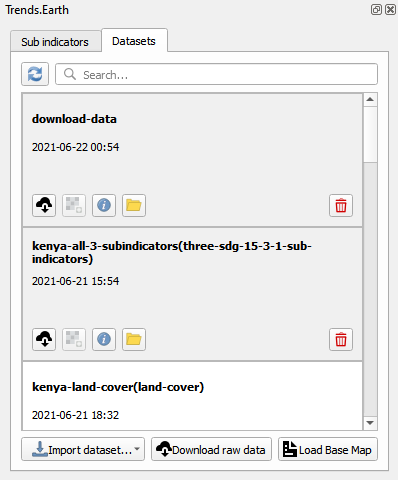 Trends.Earth
Sub indicators
Datasets
Search...
download-data
2021-06-22 00:54
kenya-all-3-subindicators(three-sdg-15-3-1-sub-
indicators)
2021-06-21 15:54
kenya-land-cover(land-cover)
2021-06-21 18:32
Import dataset...
Download raw data
Load Base Map